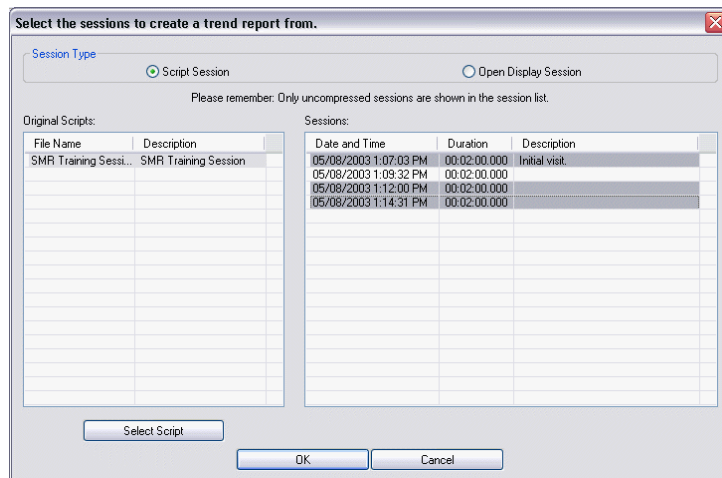 Select the sessions to create a trend report from.
Session Type
Script Session Open Display Session
Please remember: Only uncompressed sessions are shown in the session list.
Original Scripts: Sessions:
File Name Description Date and Time Duration Description
SMR Training Sessi... SMR Training Session 05/08/2003 1:07:03 PM 00:02:00.000 Initial visit.
05/08/2003 1:09:32 PM 00:02:00.000
05/08/2003 1:12:00 PM 00:02:00.000
05/08/2003 1:14:31 PM 00:02:00.000
Select Script
OK Cancel